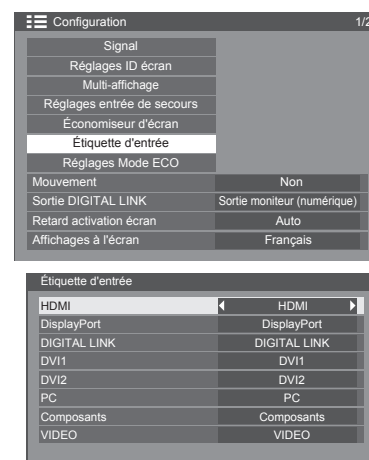 Configuration 1/2
Signal
Réglages ID écran
Multi-affichage
Réglages entrée de secours
Économiseur d'écran
Étiquette d'entrée
Réglages Mode ECO
Mouvement Non
Sortie DIGITAL LINK Sortie moniteur (numérique)
Retard activation écran Auto
Affichages à l'écran Français
Étiquette d'entrée
HDMI HDMI
DisplayPort DisplayPort
DIGITAL LINK DIGITAL LINK
DVI1 DVI1
DVI2 DVI2
PC PC
Composants Composants
VIDEO VIDEO